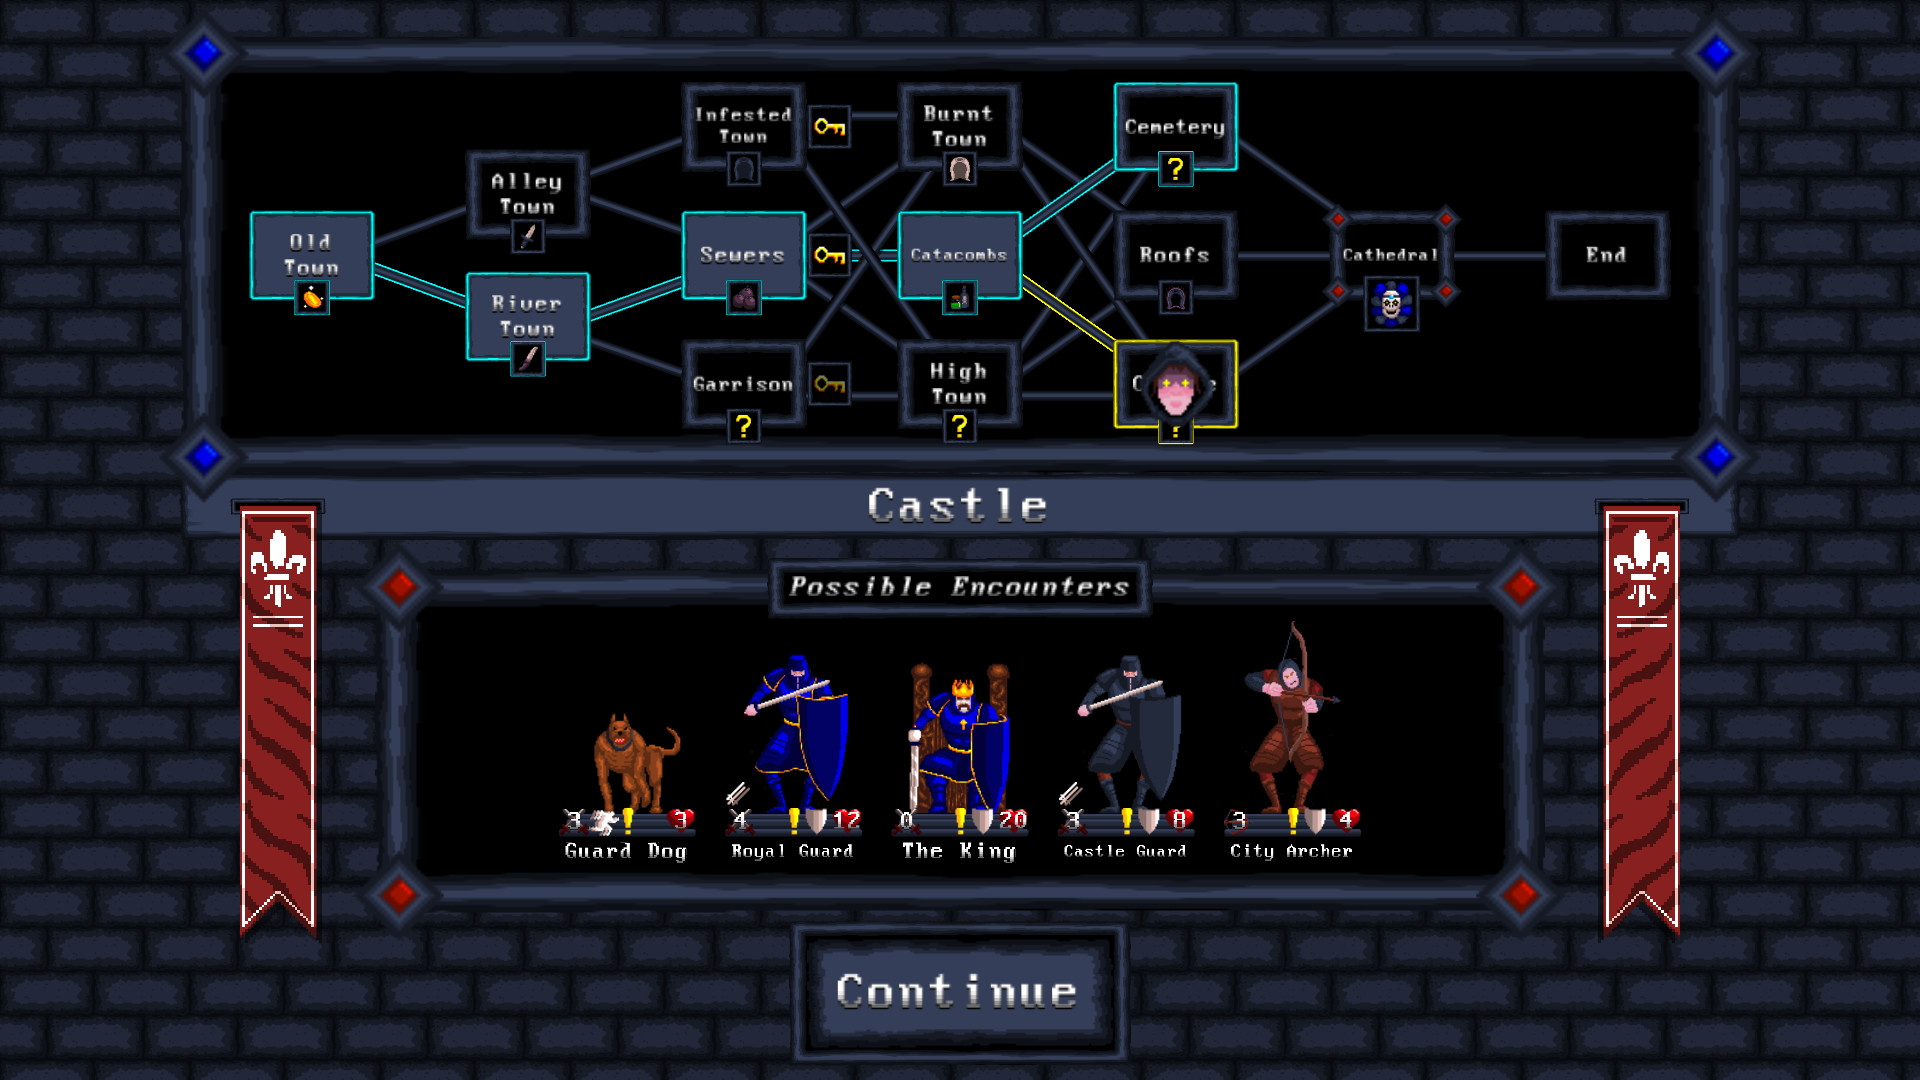 Infested
Town
Burnt
Town
Cemetery
?
Alley
Town
Old
Town
Sewers
Catacombs
Roofs
Cathedral
End
River
Town
Garrison
?
High
Town
?
?
Castle
Possible Encounters
3 3
Guard Dog
4 12
Royal Guard
0 20
The King
3 8
Castle Guard
3 4
City Archer
Continue